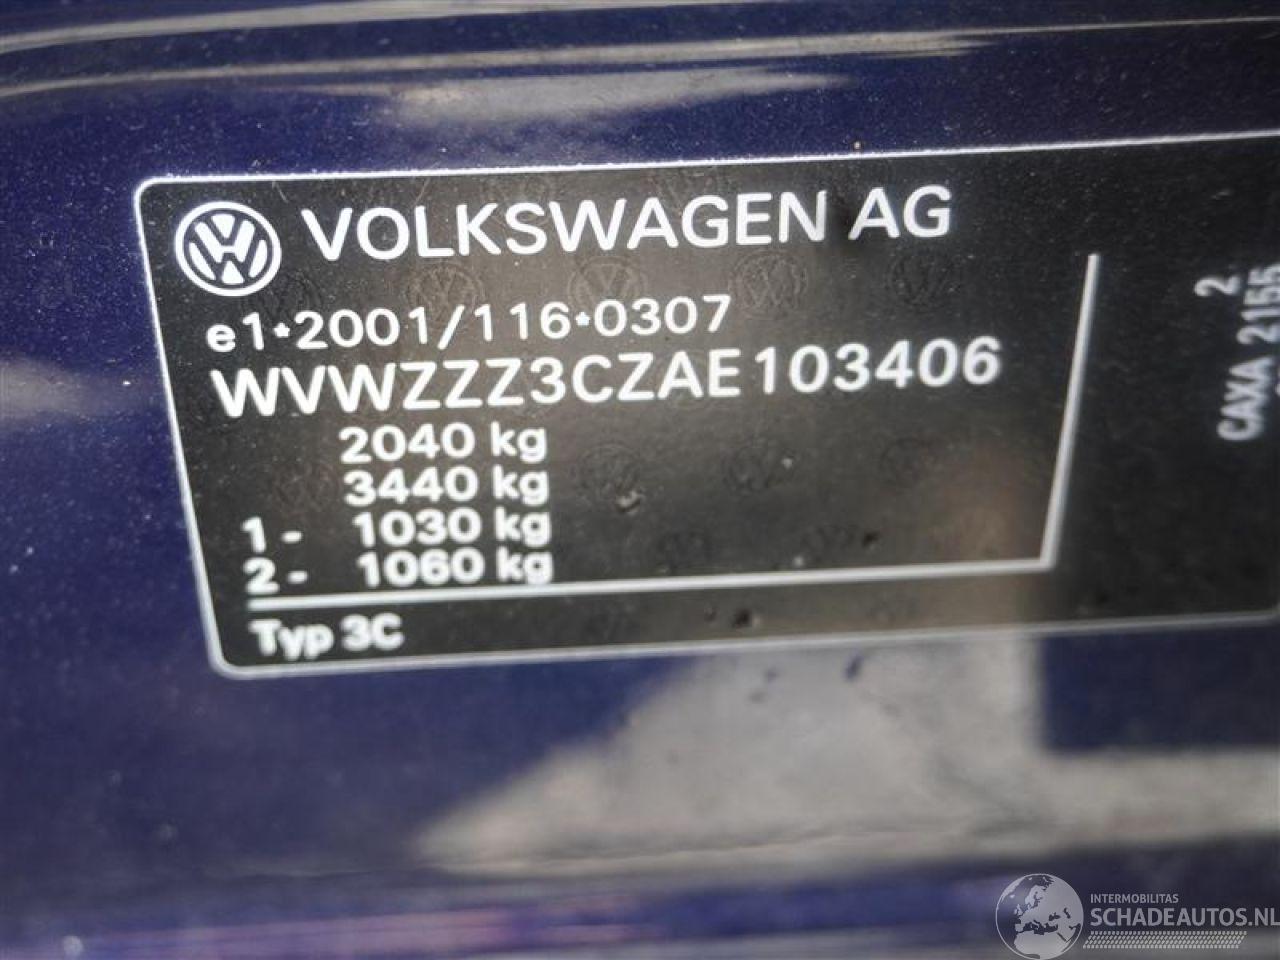 VOLKSWAGEN AG
e1*2001/116*0307
WVWZZZ3CZAE103406
2040 kg
3440 kg
1 - 1030 kg
2 - 1060 kg
Typ 3C
2
CAXA 2155
INTERMOBILITAS
SCHADEAUTOS.NL